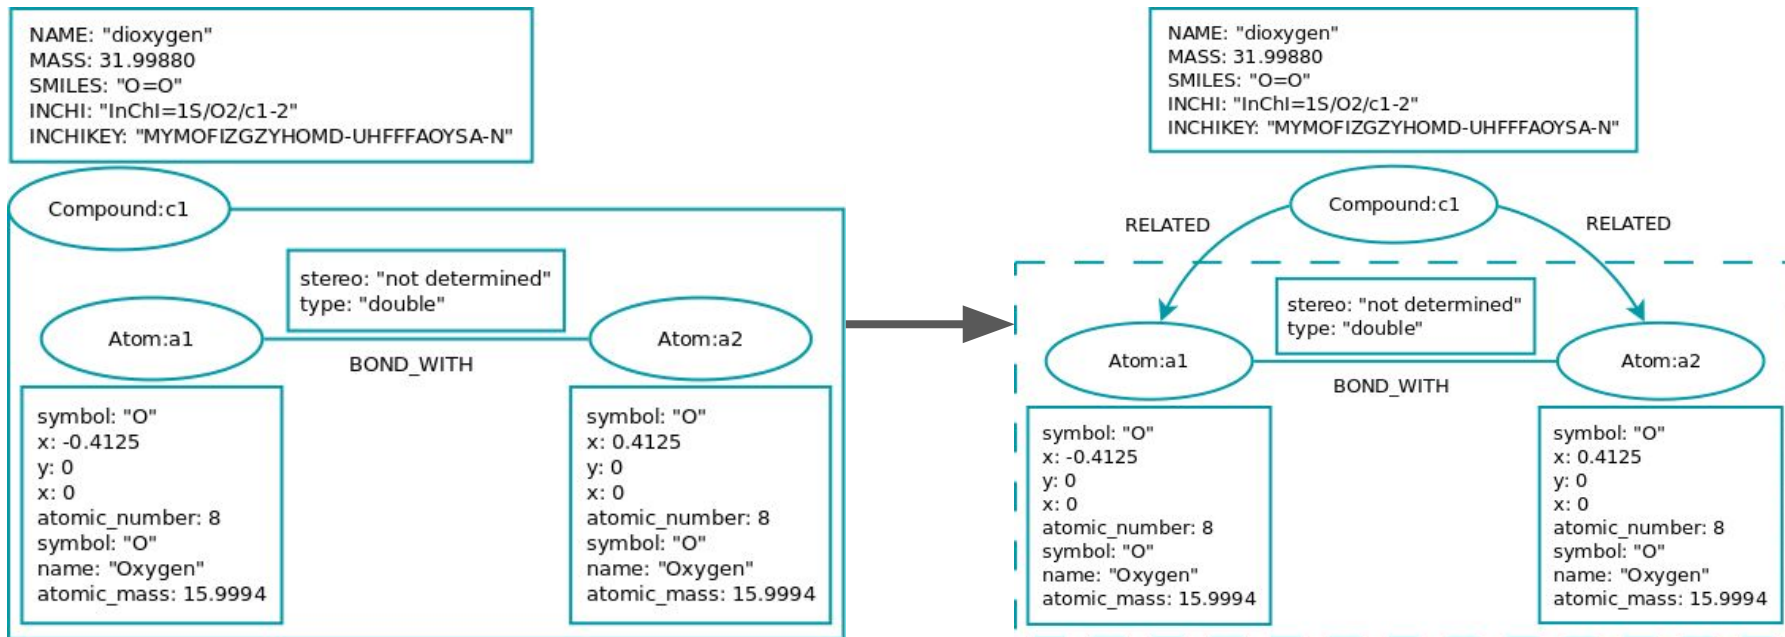 NAME: "dioxygen"
MASS: 31.99880
SMILES: "O=O"
INCHI: "InChI=1S/O2/c1-2"
INCHIKEY: "MYMOFIZGZYHOMD-UHFFFAOYSA-N"
Compound:c1
stereo: "not determined"
type: "double"
Atom:a1
Atom:a2
BOND_WITH
symbol: "O"
x: -0.4125
y: 0
x: 0
atomic_number: 8
symbol: "O"
name: "Oxygen"
atomic_mass: 15.9994
symbol: "O"
x: 0.4125
y: 0
x: 0
atomic_number: 8
symbol: "O"
name: "Oxygen"
atomic_mass: 15.9994
NAME: "dioxygen"
MASS: 31.99880
SMILES: "O=O"
INCHI: "InChI=1S/O2/c1-2"
INCHIKEY: "MYMOFIZGZYHOMD-UHFFFAOYSA-N"
Compound:c1
RELATED
RELATED
stereo: "not determined"
type: "double"
Atom:a1
Atom:a2
BOND_WITH
symbol: "O"
x: -0.4125
y: 0
x: 0
atomic_number: 8
symbol: "O"
name: "Oxygen"
atomic_mass: 15.9994
symbol: "O"
x: 0.4125
y: 0
x: 0
atomic_number: 8
symbol: "O"
name: "Oxygen"
atomic_mass: 15.9994